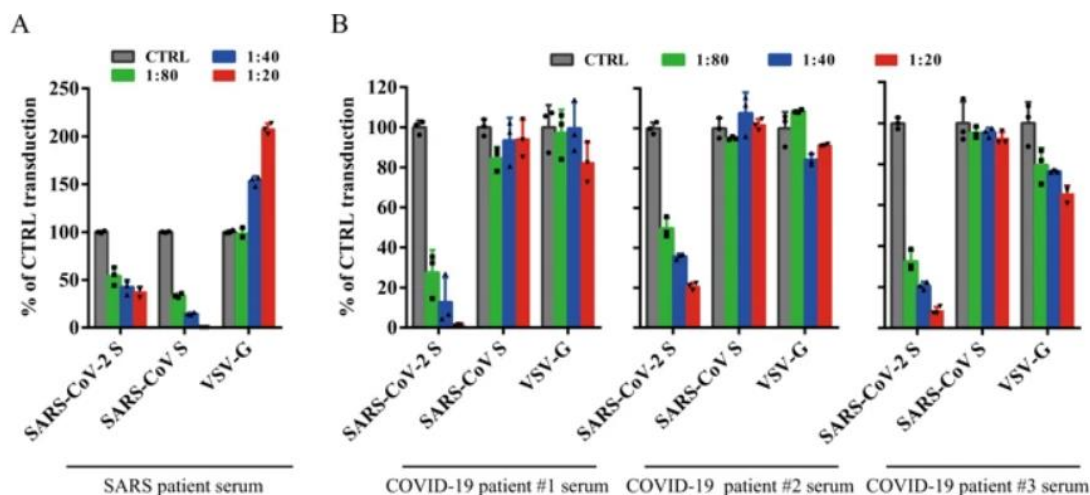 A
CTRL 1:40
1:80 1:20
% of CTRL transduction
250
200
150
100
50
0
SARS-CoV-2 S
SARS-CoV S
VSV-G
SARS patient serum
B
CTRL 1:80 1:40 1:20
% of CTRL transduction
120
100
80
60
40
20
0
SARS-CoV-2 S
SARS-CoV S
VSV-G
COVID-19 patient #1 serum
SARS-CoV-2 S
SARS-CoV S
VSV-G
COVID-19 patient #2 serum
SARS-CoV-2 S
SARS-CoV S
VSV-G
COVID-19 patient #3 serum